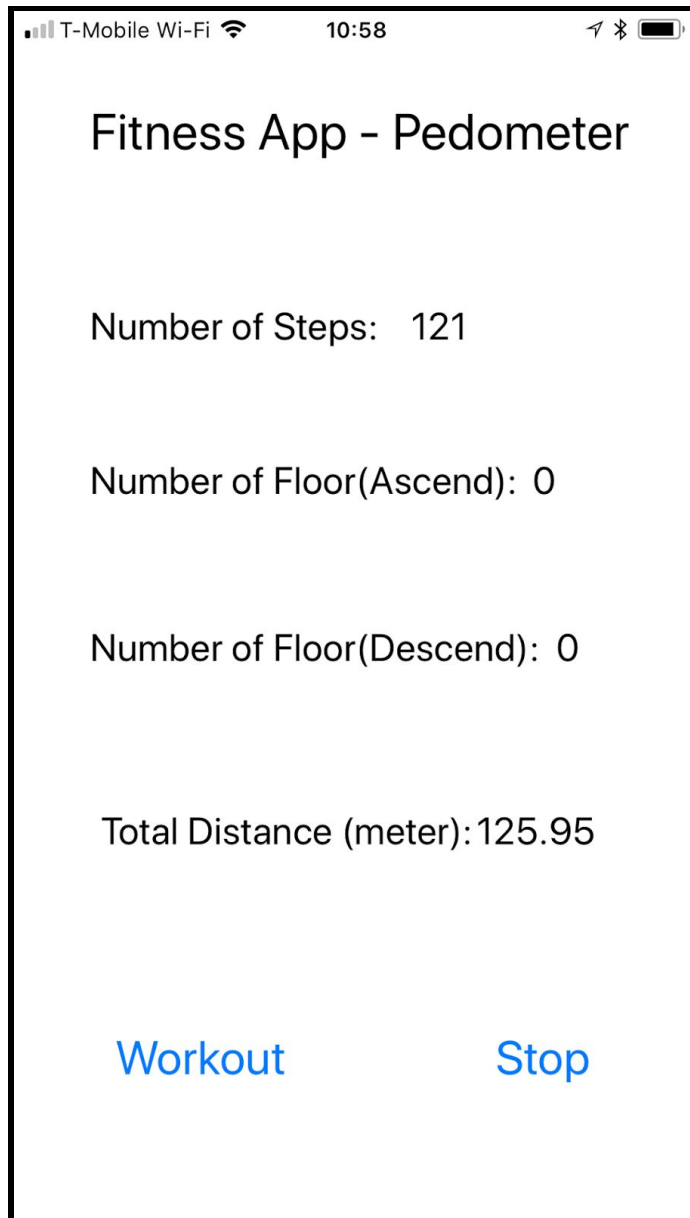 T-Mobile Wi-Fi 10:58
Fitness App - Pedometer
Number of Steps: 121
Number of Floor(Ascend): 0
Number of Floor(Descend): 0
Total Distance (meter): 125.95
Workout Stop